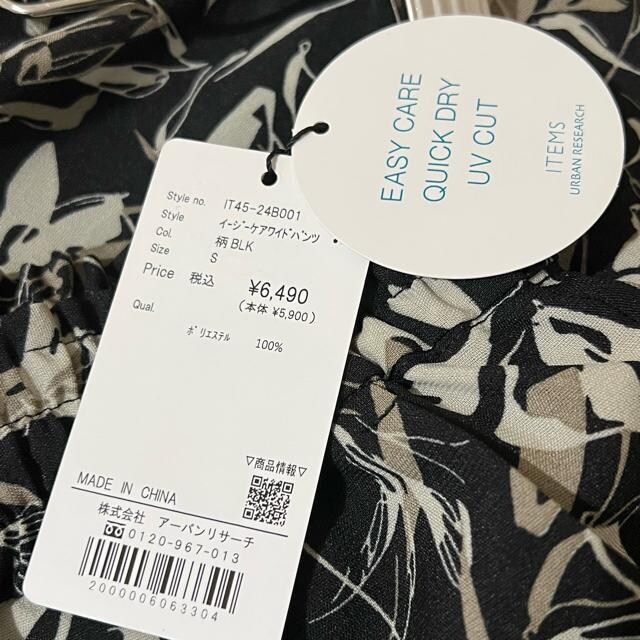 EASY CARE
QUICK DRY
UV CUT
ITEMS
URBAN RESEARCH
Style no. IT45-24B001
Style ｲｰｼﾞｰｹｱﾜｲﾄﾞﾊﾟﾝﾂ
Col. 柄BLK
Size S
Price 税込 ¥6,490
(本体 ¥5,900)
Qual.
ﾎﾟﾘｴｽﾃﾙ 100%
▽商品情報▽
MADE IN CHINA
株式会社 アーバンリサーチ
0120-967-013
2000006063304